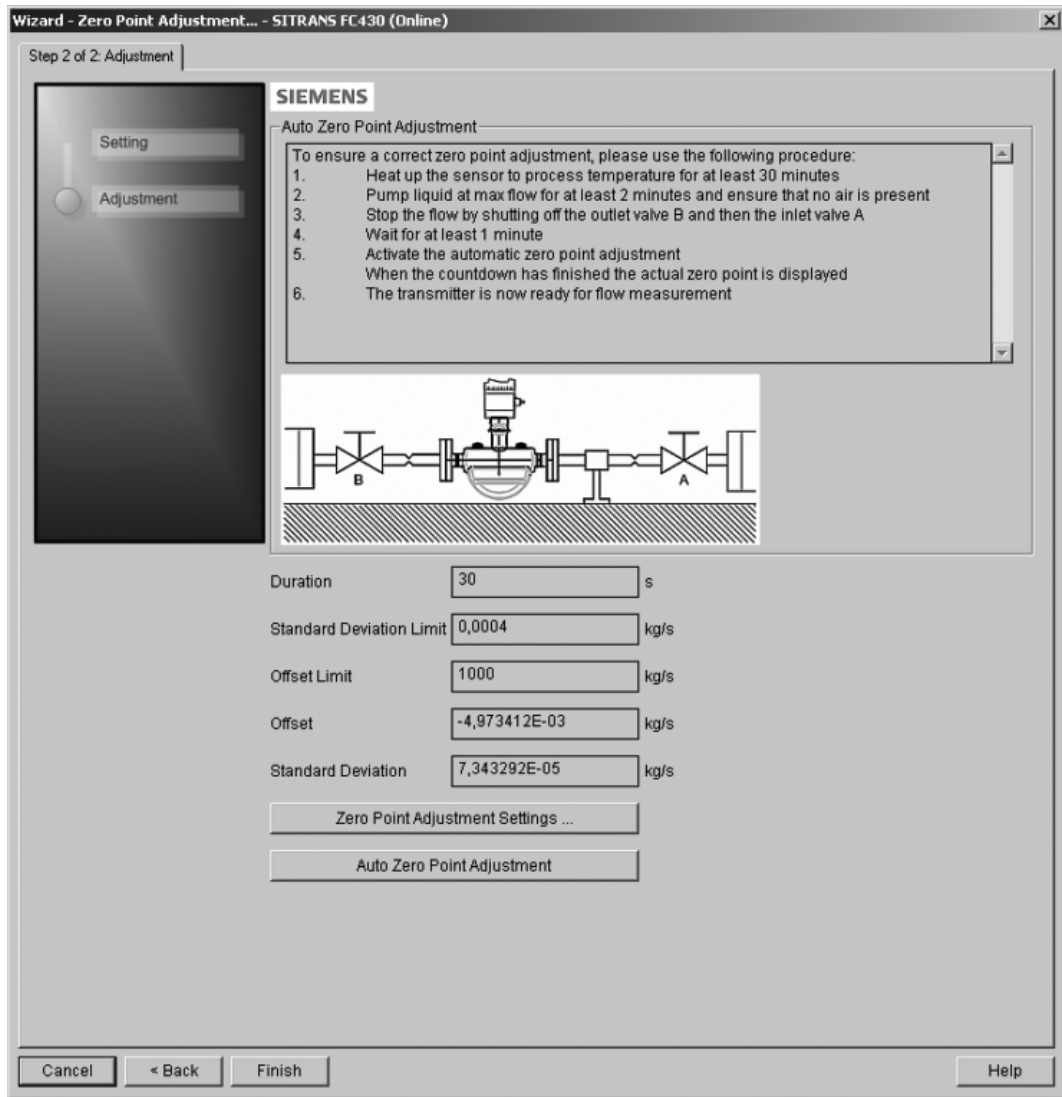 Wizard - Zero Point Adjustment... - SITRANS FC430 (Online)
Step 2 of 2: Adjustment
Setting
Adjustment
SIEMENS
Auto Zero Point Adjustment
To ensure a correct zero point adjustment, please use the following procedure:
1. Heat up the sensor to process temperature for at least 30 minutes
2. Pump liquid at max flow for at least 2 minutes and ensure that no air is present
3. Stop the flow by shutting off the outlet valve B and then the inlet valve A
4. Wait for at least 1 minute
5. Activate the automatic zero point adjustment
When the countdown has finished the actual zero point is displayed
6. The transmitter is now ready for flow measurement
B A
Duration 30 s
Standard Deviation Limit 0,0004 kg/s
Offset Limit 1000 kg/s
Offset -4,973412E-03 kg/s
Standard Deviation 7,343292E-05 kg/s
Zero Point Adjustment Settings ...
Auto Zero Point Adjustment
Cancel < Back Finish Help